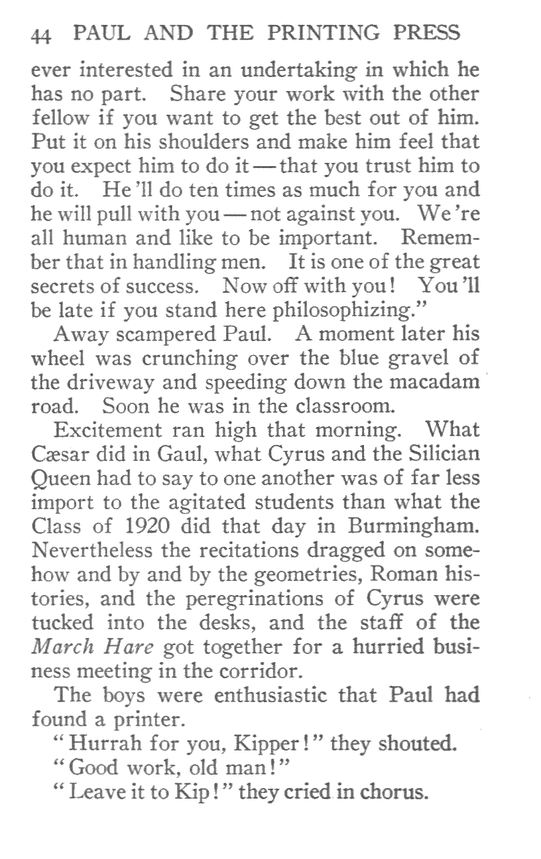 44 PAUL AND THE PRINTING PRESS
ever interested in an undertaking in which he
has no part. Share your work with the other
fellow if you want to get the best out of him.
Put it on his shoulders and make him feel that
you expect him to do it — that you trust him to
do it. He 'll do ten times as much for you and
he will pull with you — not against you. We 're
all human and like to be important. Remem-
ber that in handling men. It is one of the great
secrets of success. Now off with you! You 'll
be late if you stand here philosophizing.”
Away scampered Paul. A moment later his
wheel was crunching over the blue gravel of
the driveway and speeding down the macadam
road. Soon he was in the classroom.
Excitement ran high that morning. What
Cæsar did in Gaul, what Cyrus and the Silician
Queen had to say to one another was of far less
import to the agitated students than what the
Class of 1920 did that day in Burmingham.
Nevertheless the recitations dragged on some-
how and by and by the geometries, Roman his-
tories, and the peregrinations of Cyrus were
tucked into the desks, and the staff of the
March Hare got together for a hurried busi-
ness meeting in the corridor.
The boys were enthusiastic that Paul had
found a printer.
“Hurrah for you, Kipper!” they shouted.
“Good work, old man!”
“Leave it to Kip!” they cried in chorus.